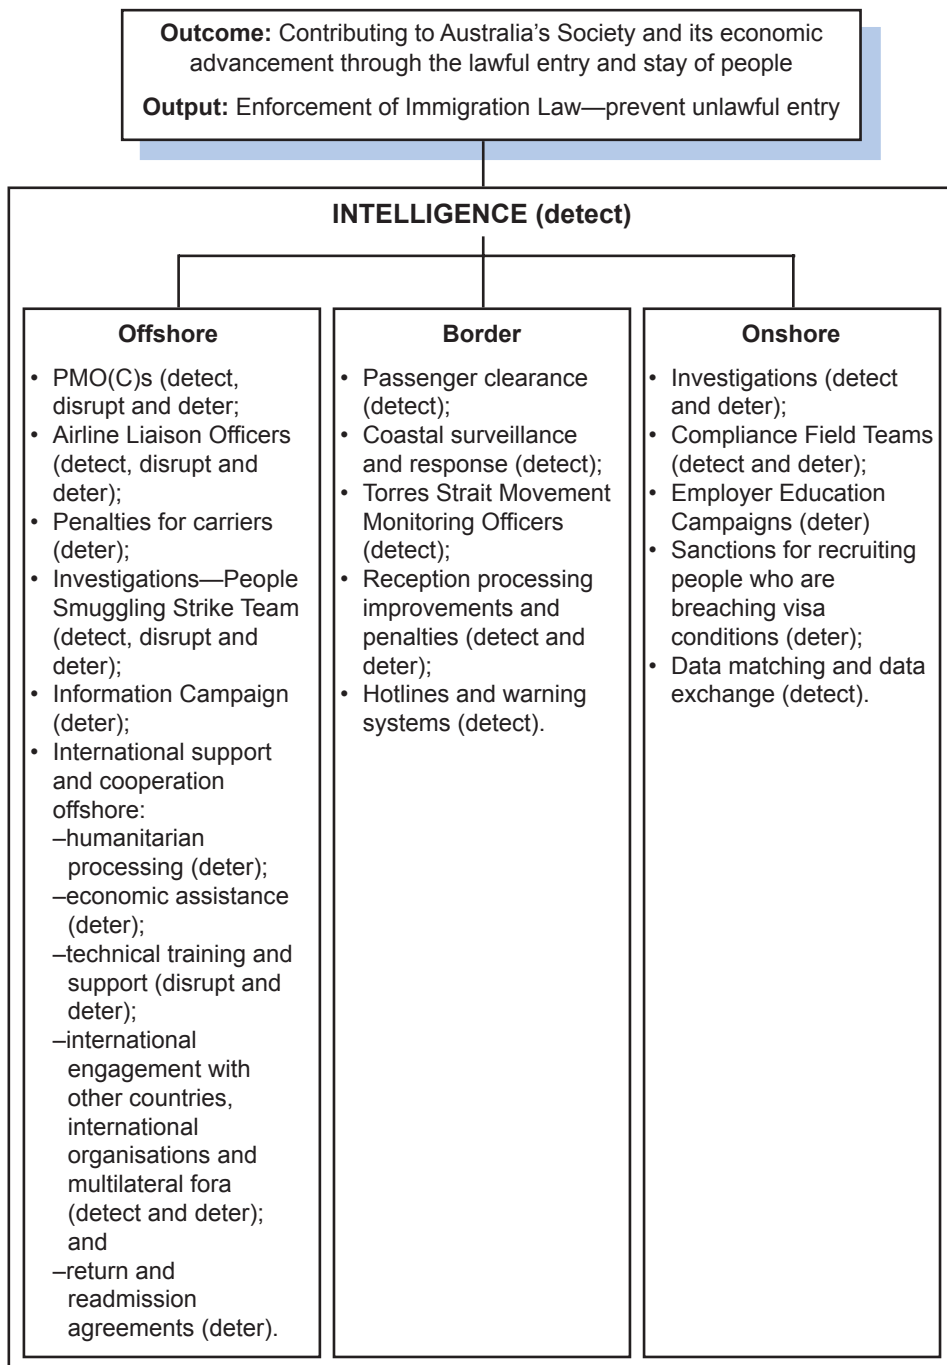 Outcome: Contributing to Australia’s Society and its economic
advancement through the lawful entry and stay of people
Output: Enforcement of Immigration Law—prevent unlawful entry
INTELLIGENCE (detect)
Offshore
• PMO(C)s (detect,
disrupt and deter;
• Airline Liaison Officers
(detect, disrupt and
deter);
• Penalties for carriers
(deter);
• Investigations—People
Smuggling Strike Team
(detect, disrupt and
deter);
• Information Campaign
(deter);
• International support
and cooperation
offshore:
–humanitarian
processing (deter);
–economic assistance
(deter);
–technical training and
support (disrupt and
deter);
–international
engagement with
other countries,
international
organisations and
multilateral fora
(detect and deter);
and
–return and
readmission
agreements (deter).
Border
• Passenger clearance
(detect);
• Coastal surveillance
and response (detect);
• Torres Strait Movement
Monitoring Officers
(detect);
• Reception processing
improvements and
penalties (detect and
deter);
• Hotlines and warning
systems (detect).
Onshore
• Investigations (detect
and deter);
• Compliance Field Teams
(detect and deter);
• Employer Education
Campaigns (deter)
• Sanctions for recruiting
people who are
breaching visa
conditions (deter);
• Data matching and data
exchange (detect).